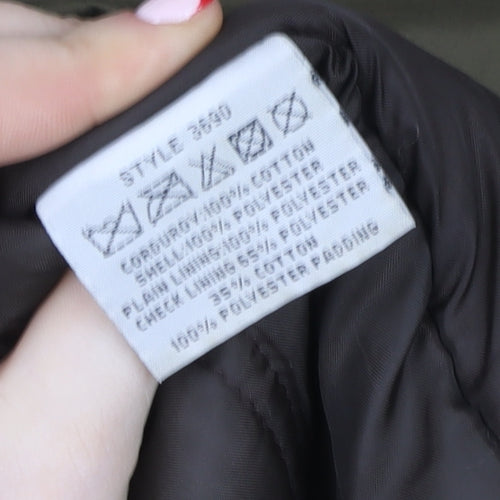 STYLE 3690
CORDUROY:100% COTTON
SHELL:100% POLYESTER
PLAIN LINING:100% POLYESTER
CHECK LINING 65% POLYESTER
35% COTTON
100% POLYESTER PADDING